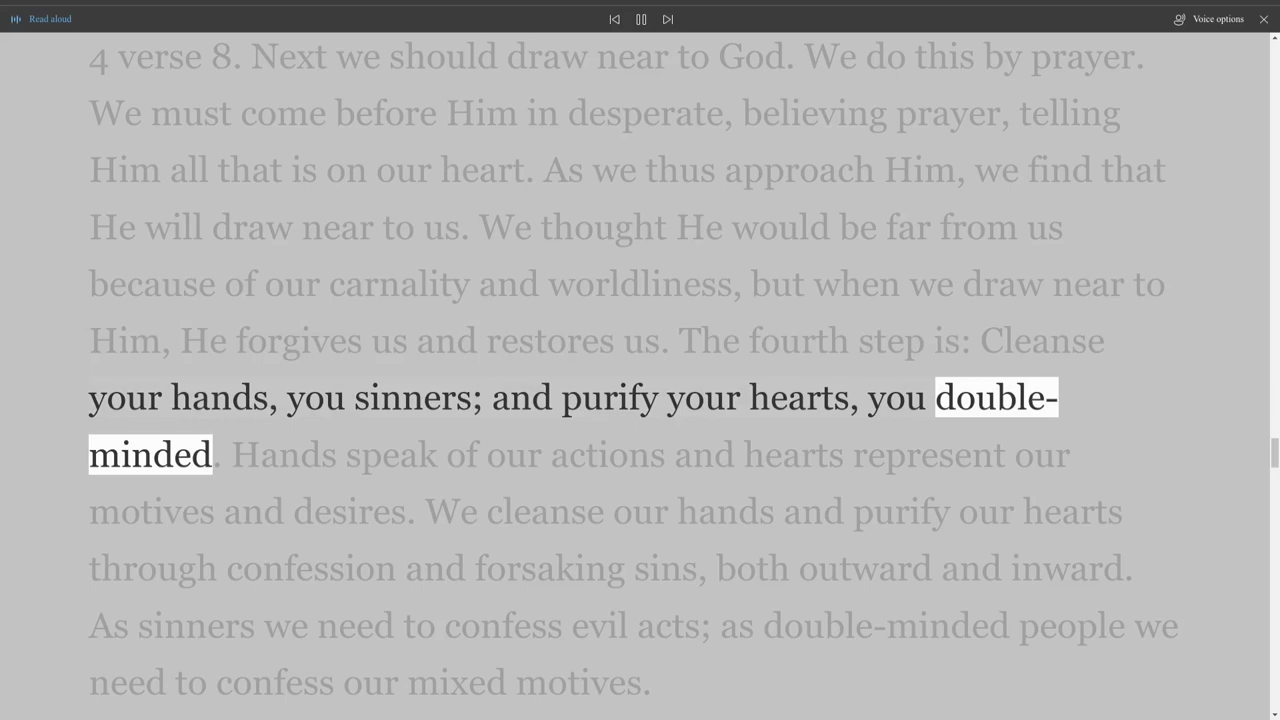 Read aloud
Voice options
4 verse 8. Next we should draw near to God. We do this by prayer.
We must come before Him in desperate, believing prayer, telling
Him all that is on our heart. As we thus approach Him, we find that
He will draw near to us. We thought He would be far from us
because of our carnality and worldliness, but when we draw near to
Him, He forgives us and restores us. The fourth step is: Cleanse
your hands, you sinners; and purify your hearts, you double-
minded. Hands speak of our actions and hearts represent our
motives and desires. We cleanse our hands and purify our hearts
through confession and forsaking sins, both outward and inward.
As sinners we need to confess evil acts; as double-minded people we
need to confess our mixed motives.